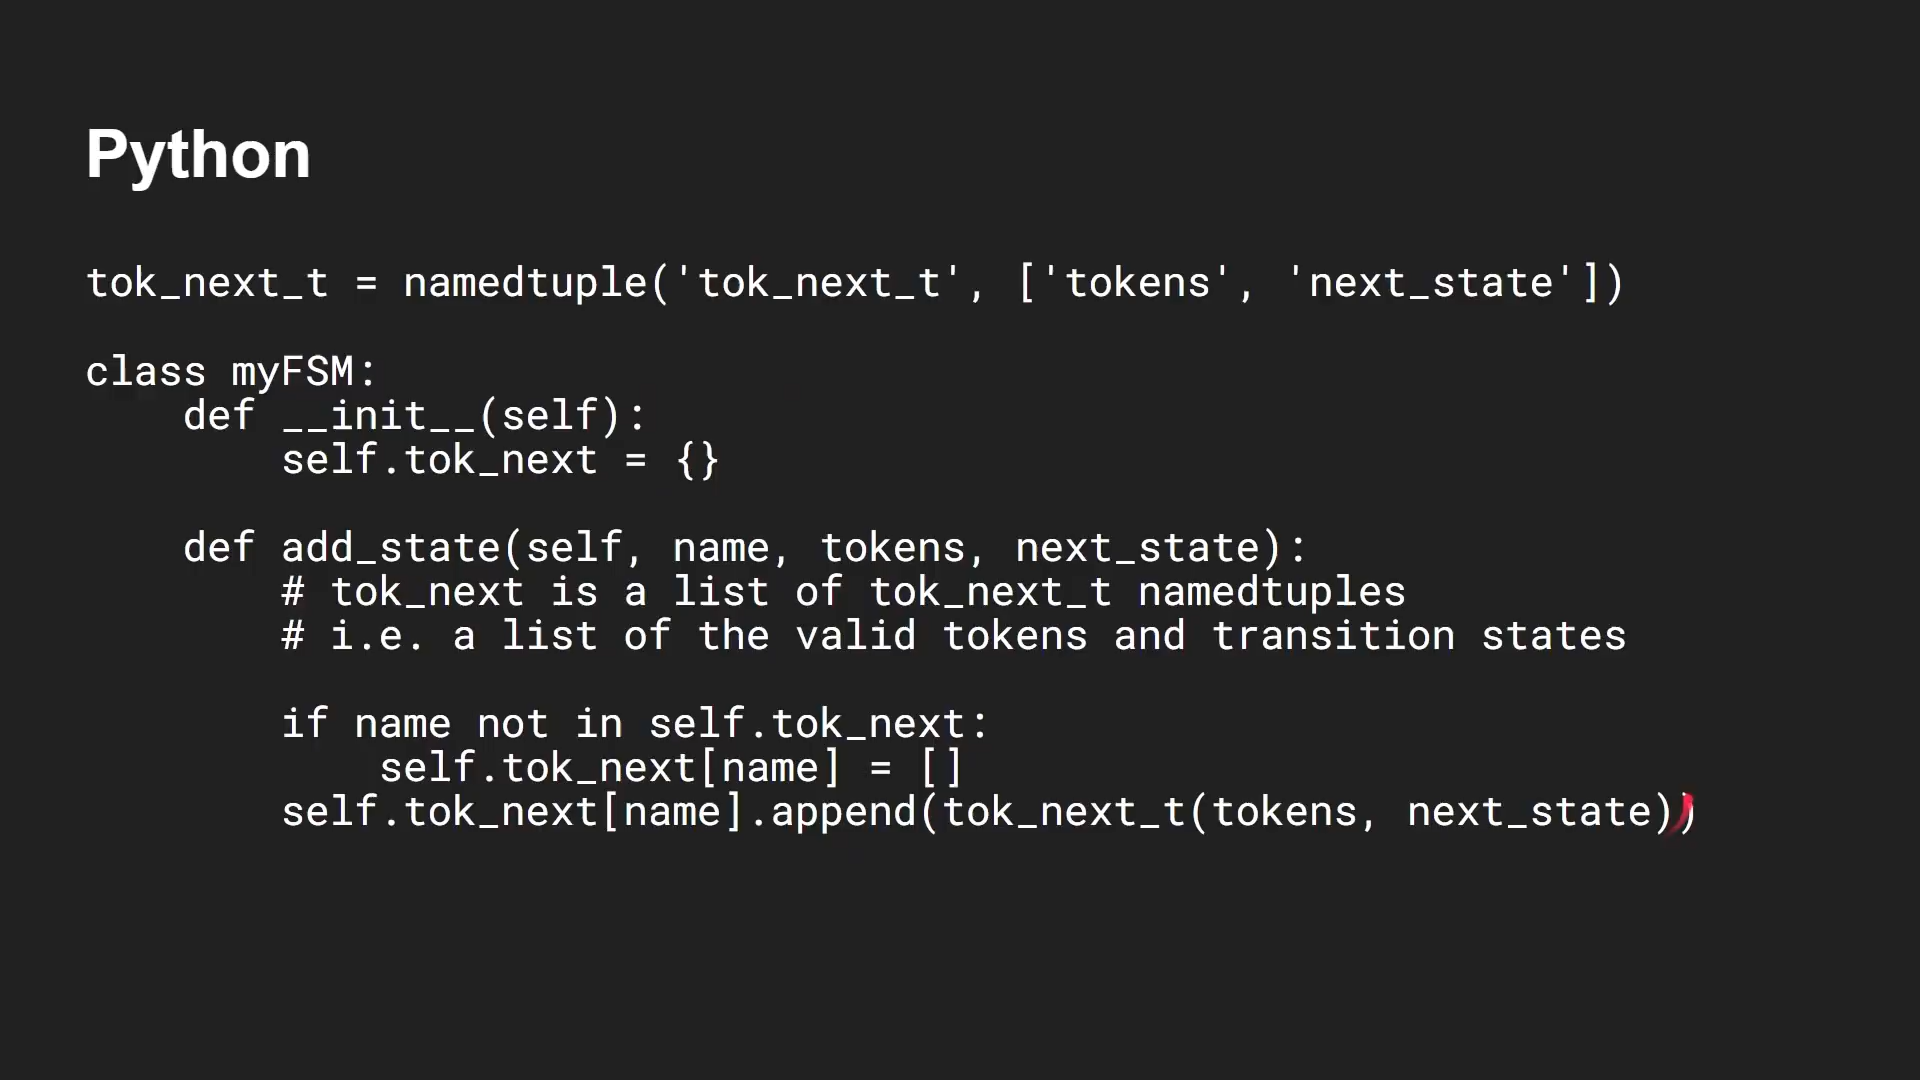 Python
tok_next_t = namedtuple('tok_next_t', ['tokens', 'next_state'])
class myFSM:
    def __init__(self):
        self.tok_next = {}
    def add_state(self, name, tokens, next_state):
        # tok_next is a list of tok_next_t namedtuples
        # i.e. a list of the valid tokens and transition states
        if name not in self.tok_next:
            self.tok_next[name] = []
        self.tok_next[name].append(tok_next_t(tokens, next_state))